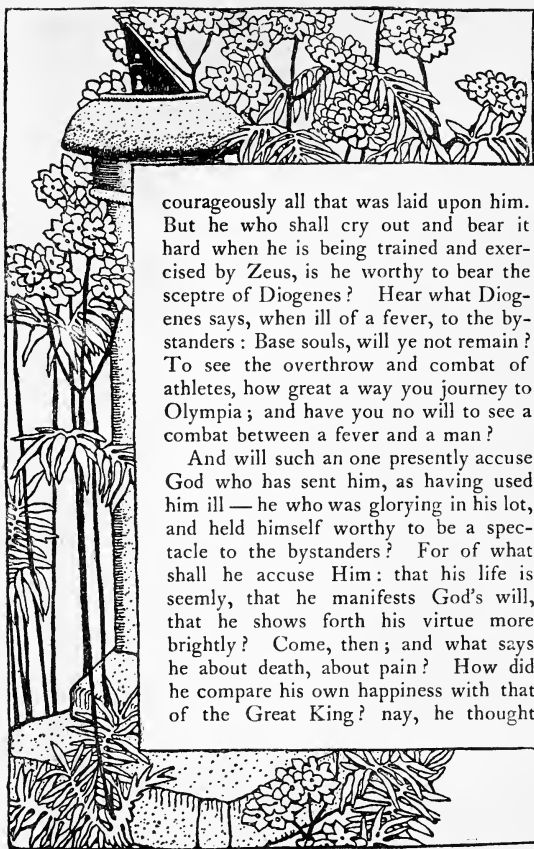 courageously all that was laid upon him.
But he who shall cry out and bear it
hard when he is being trained and exer-
cised by Zeus, is he worthy to bear the
sceptre of Diogenes? Hear what Diog-
enes says, when ill of a fever, to the by-
standers: Base souls, will ye not remain?
To see the overthrow and combat of
athletes, how great a way you journey to
Olympia; and have you no will to see a
combat between a fever and a man?
And will such an one presently accuse
God who has sent him, as having used
him ill — he who was glorying in his lot,
and held himself worthy to be a spec-
tacle to the bystanders? For of what
shall he accuse Him: that his life is
seemly, that he manifests God's will,
that he shows forth his virtue more
brightly? Come, then; and what says
he about death, about pain? How did
he compare his own happiness with that
of the Great King? nay, he thought